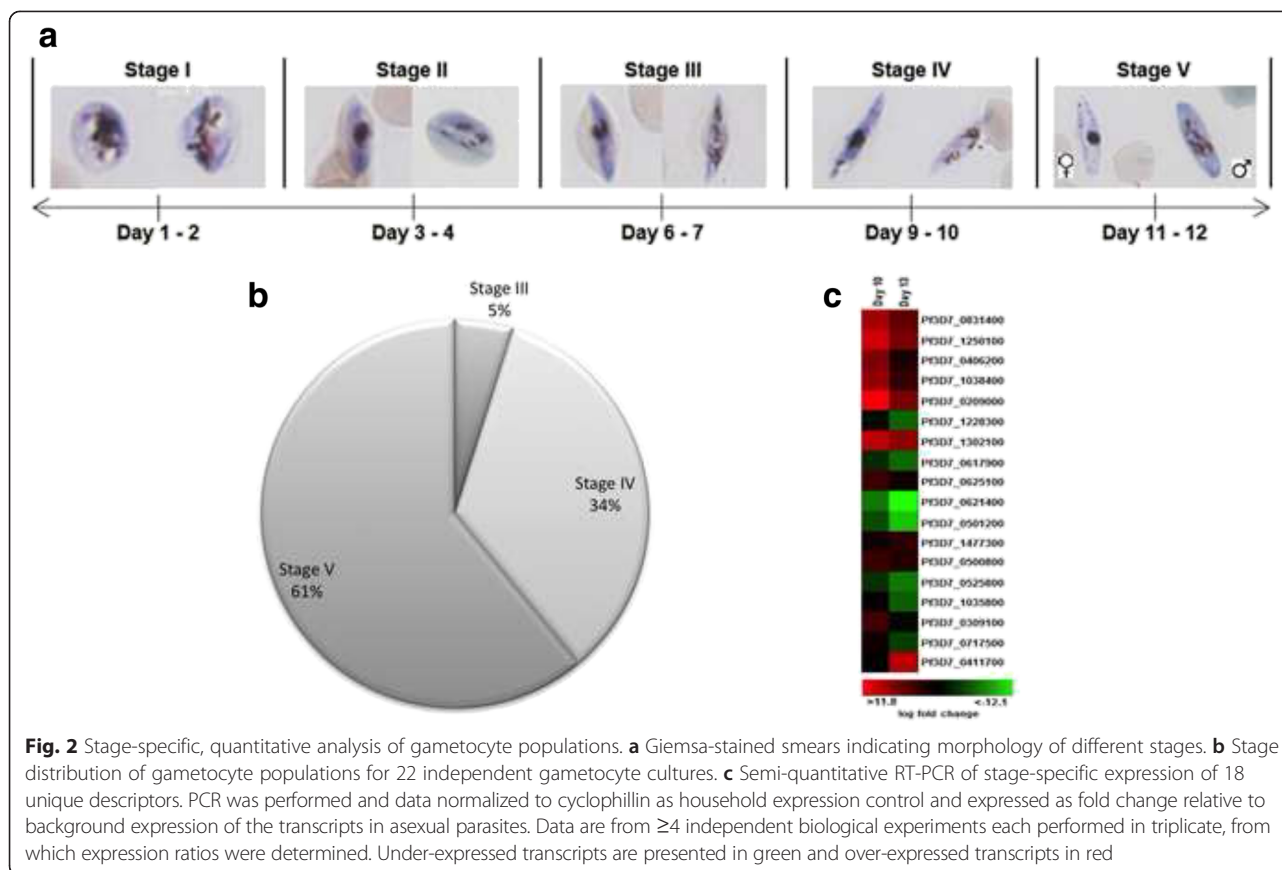 a
Stage I
Stage II
Stage III
Stage IV
Stage V
♀
♂
Day 1 - 2
Day 3 - 4
Day 6 - 7
Day 9 - 10
Day 11 - 12
b
Stage III
5%
Stage IV
34%
Stage V
61%
c
Day 10
Day 13
Pf3D7_0831400
Pf3D7_1250100
Pf3D7_0406200
Pf3D7_1038400
Pf3D7_0209000
Pf3D7_1228300
Pf3D7_1302100
Pf3D7_0617900
Pf3D7_0625100
Pf3D7_0621400
Pf3D7_0501200
Pf3D7_1477300
Pf3D7_0500800
Pf3D7_0525800
Pf3D7_1035800
Pf3D7_0309100
Pf3D7_0717500
Pf3D7_0411700
>11.8
<-12.1
log fold change
Fig. 2 Stage-specific, quantitative analysis of gametocyte populations. a Giemsa-stained smears indicating morphology of different stages. b Stage
distribution of gametocyte populations for 22 independent gametocyte cultures. c Semi-quantitative RT-PCR of stage-specific expression of 18
unique descriptors. PCR was performed and data normalized to cyclophillin as household expression control and expressed as fold change relative to
background expression of the transcripts in asexual parasites. Data are from ≥4 independent biological experiments each performed in triplicate, from
which expression ratios were determined. Under-expressed transcripts are presented in green and over-expressed transcripts in red